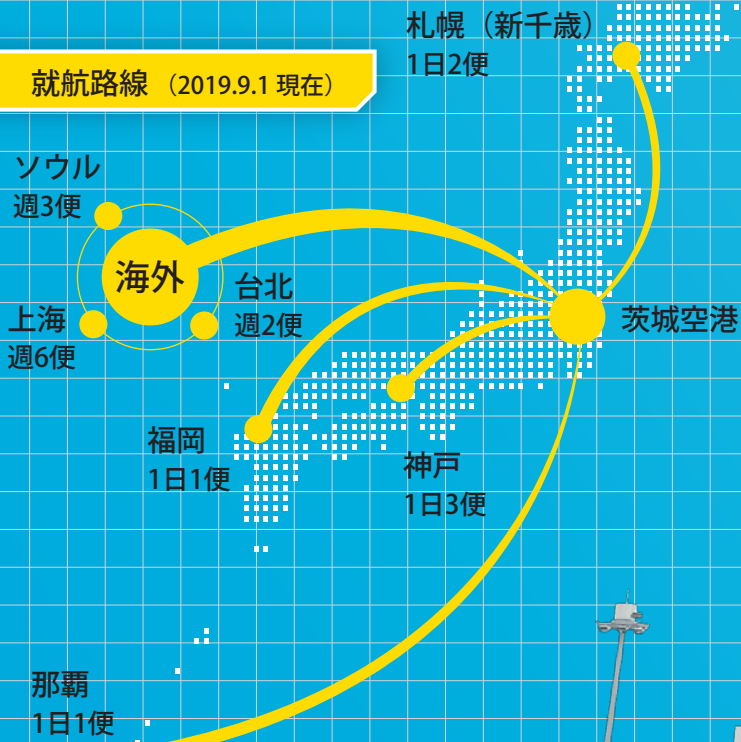 札幌（新千歳）
1日2便
就航路線 （2019.9.1 現在）
ソウル
週3便
海外
台北
週2便
上海
週6便
茨城空港
福岡
1日1便
神戸
1日3便
那覇
1日1便